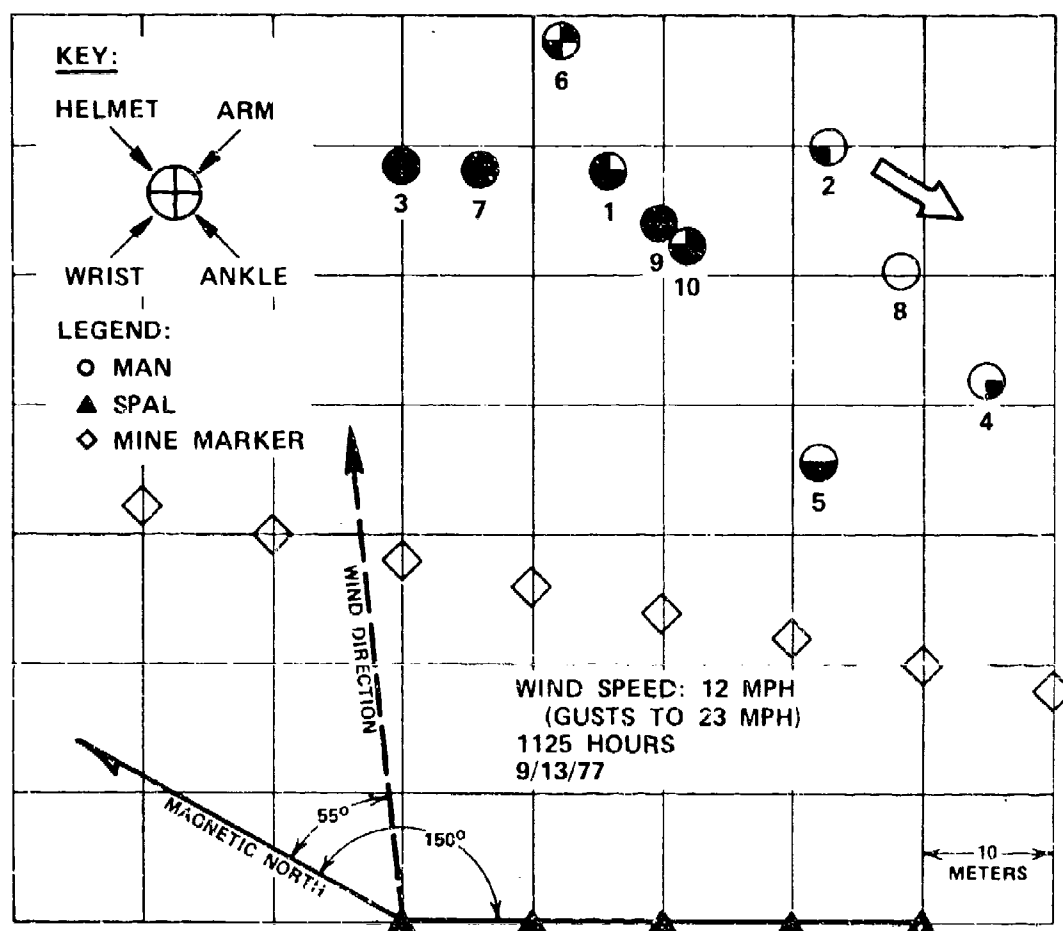 KEY:
HELMET ARM
WRIST ANKLE
LEGEND:
MAN
SPAL
MINE MARKER
6
3
7
1
2
9
10
8
4
5
WIND DIRECTION
WIND SPEED: 12 MPH
(GUSTS TO 23 MPH)
1125 HOURS
9/13/77
MAGNETIC NORTH
55°
150°
10
METERS